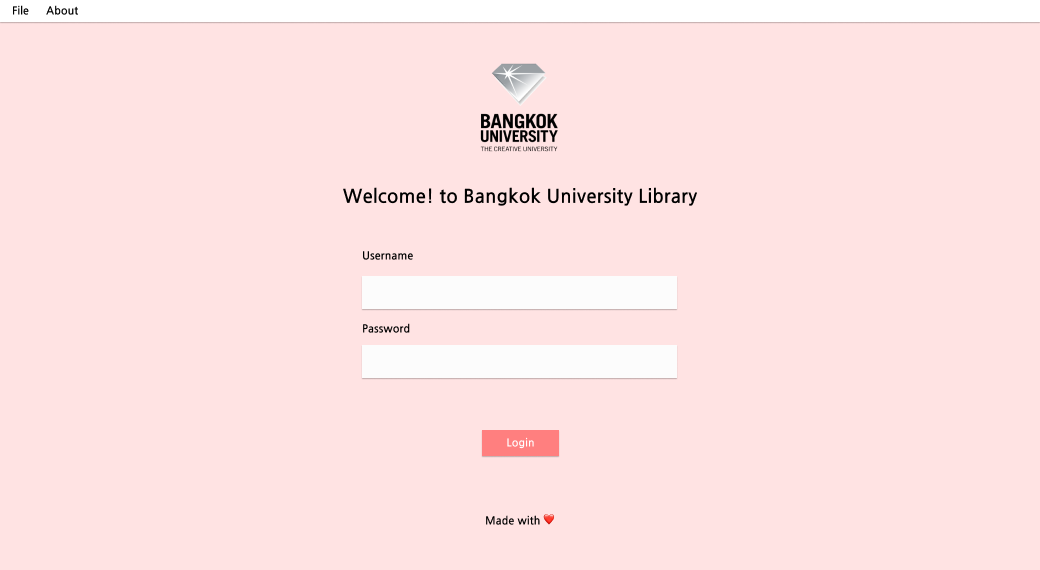 File About
BANGKOK
UNIVERSITY
THE CREATIVE UNIVERSITY
Welcome! to Bangkok University Library
Username
Password
Login
Made with ❤️